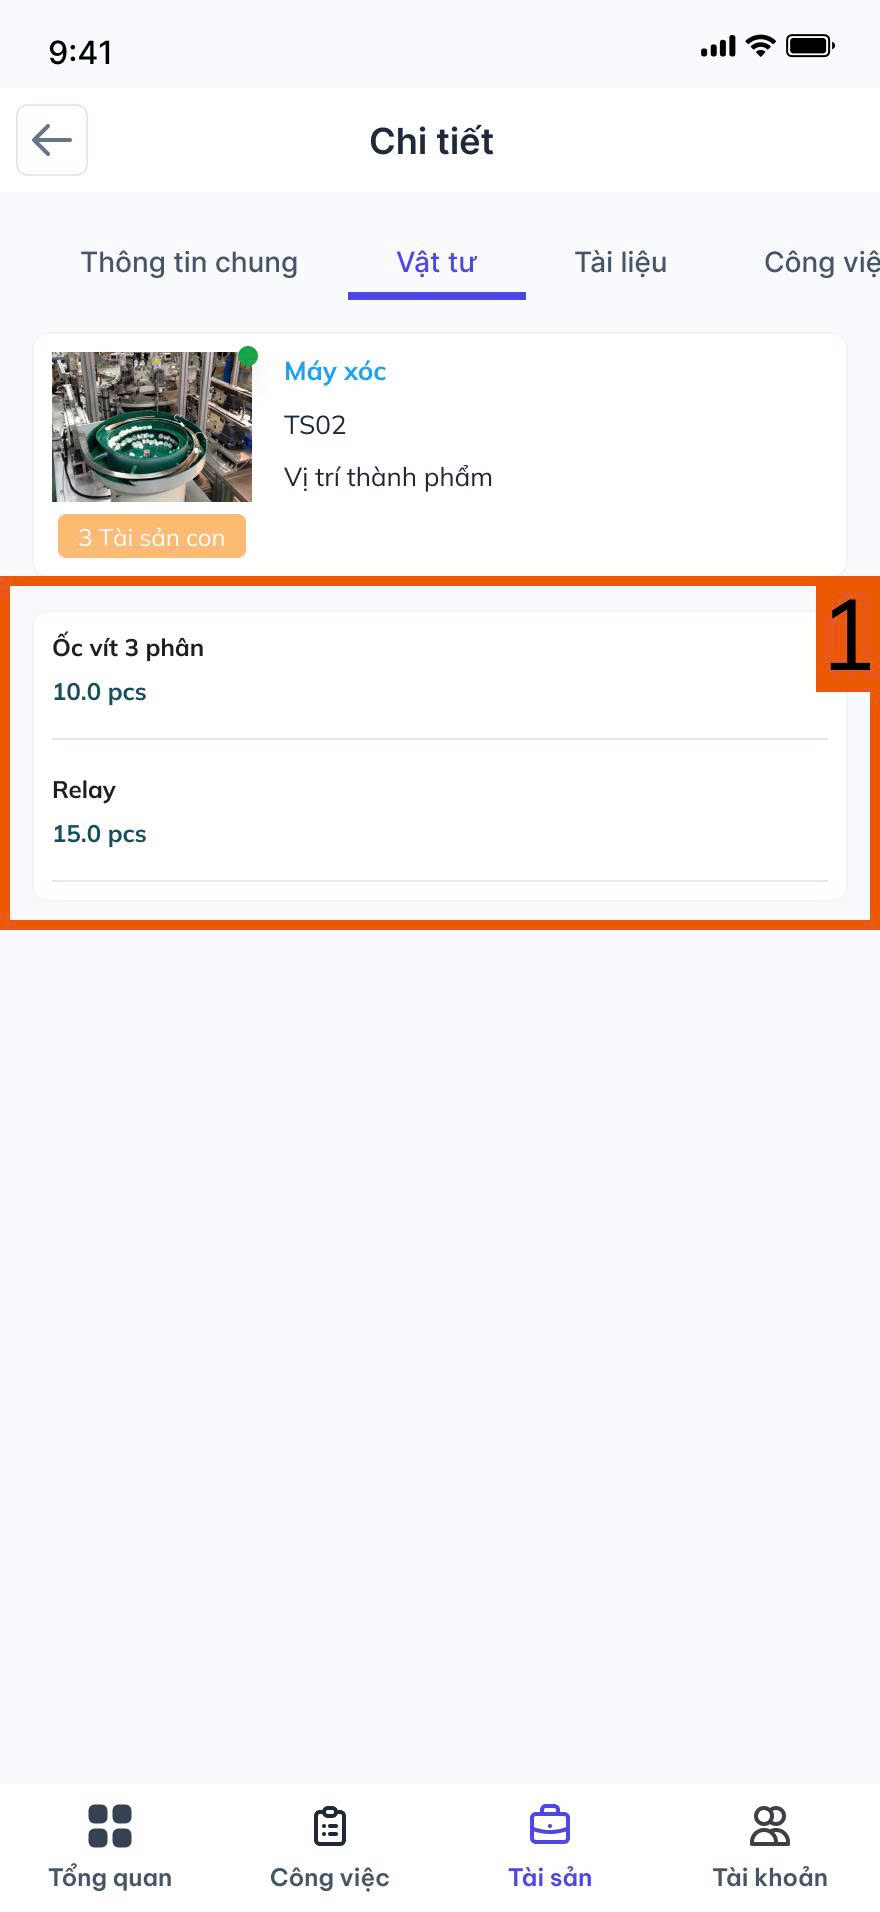 9:41
Chi tiết
Thông tin chung Vật tư Tài liệu Công việ
Máy xóc
TS02
Vị trí thành phẩm
3 Tài sản con
1
Ốc vít 3 phân
10.0 pcs
Relay
15.0 pcs
Tổng quan Công việc Tài sản Tài khoản